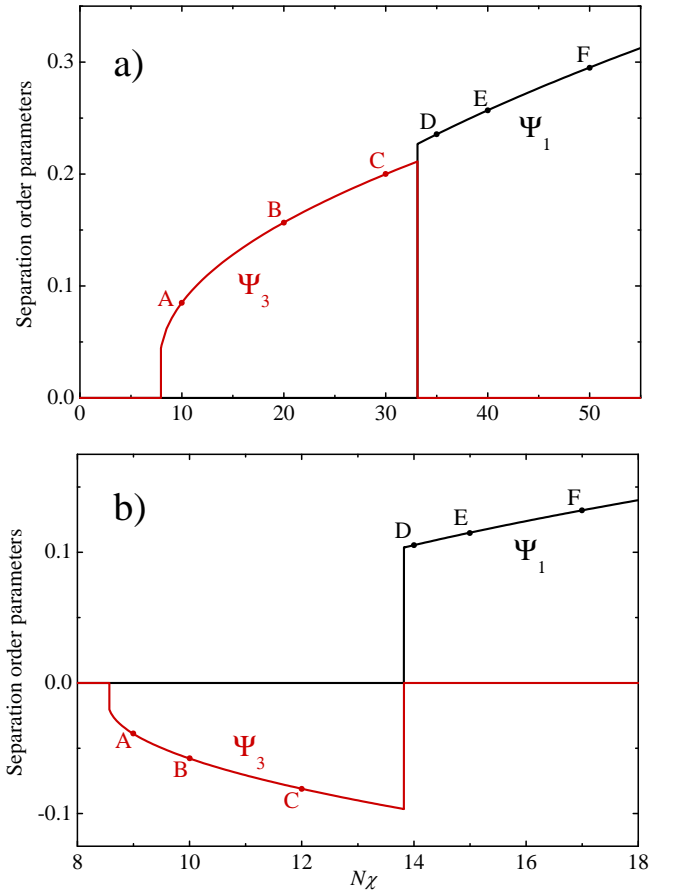 a)
Separation order parameters
0.3
0.2
0.1
0.0
A
B
C
D
E
F
Ψ3
Ψ1
0 10 20 30 40 50
b)
Separation order parameters
0.1
0.0
-0.1
A
B
C
D
E
F
Ψ3
Ψ1
8 10 12 14 16 18
Nχ